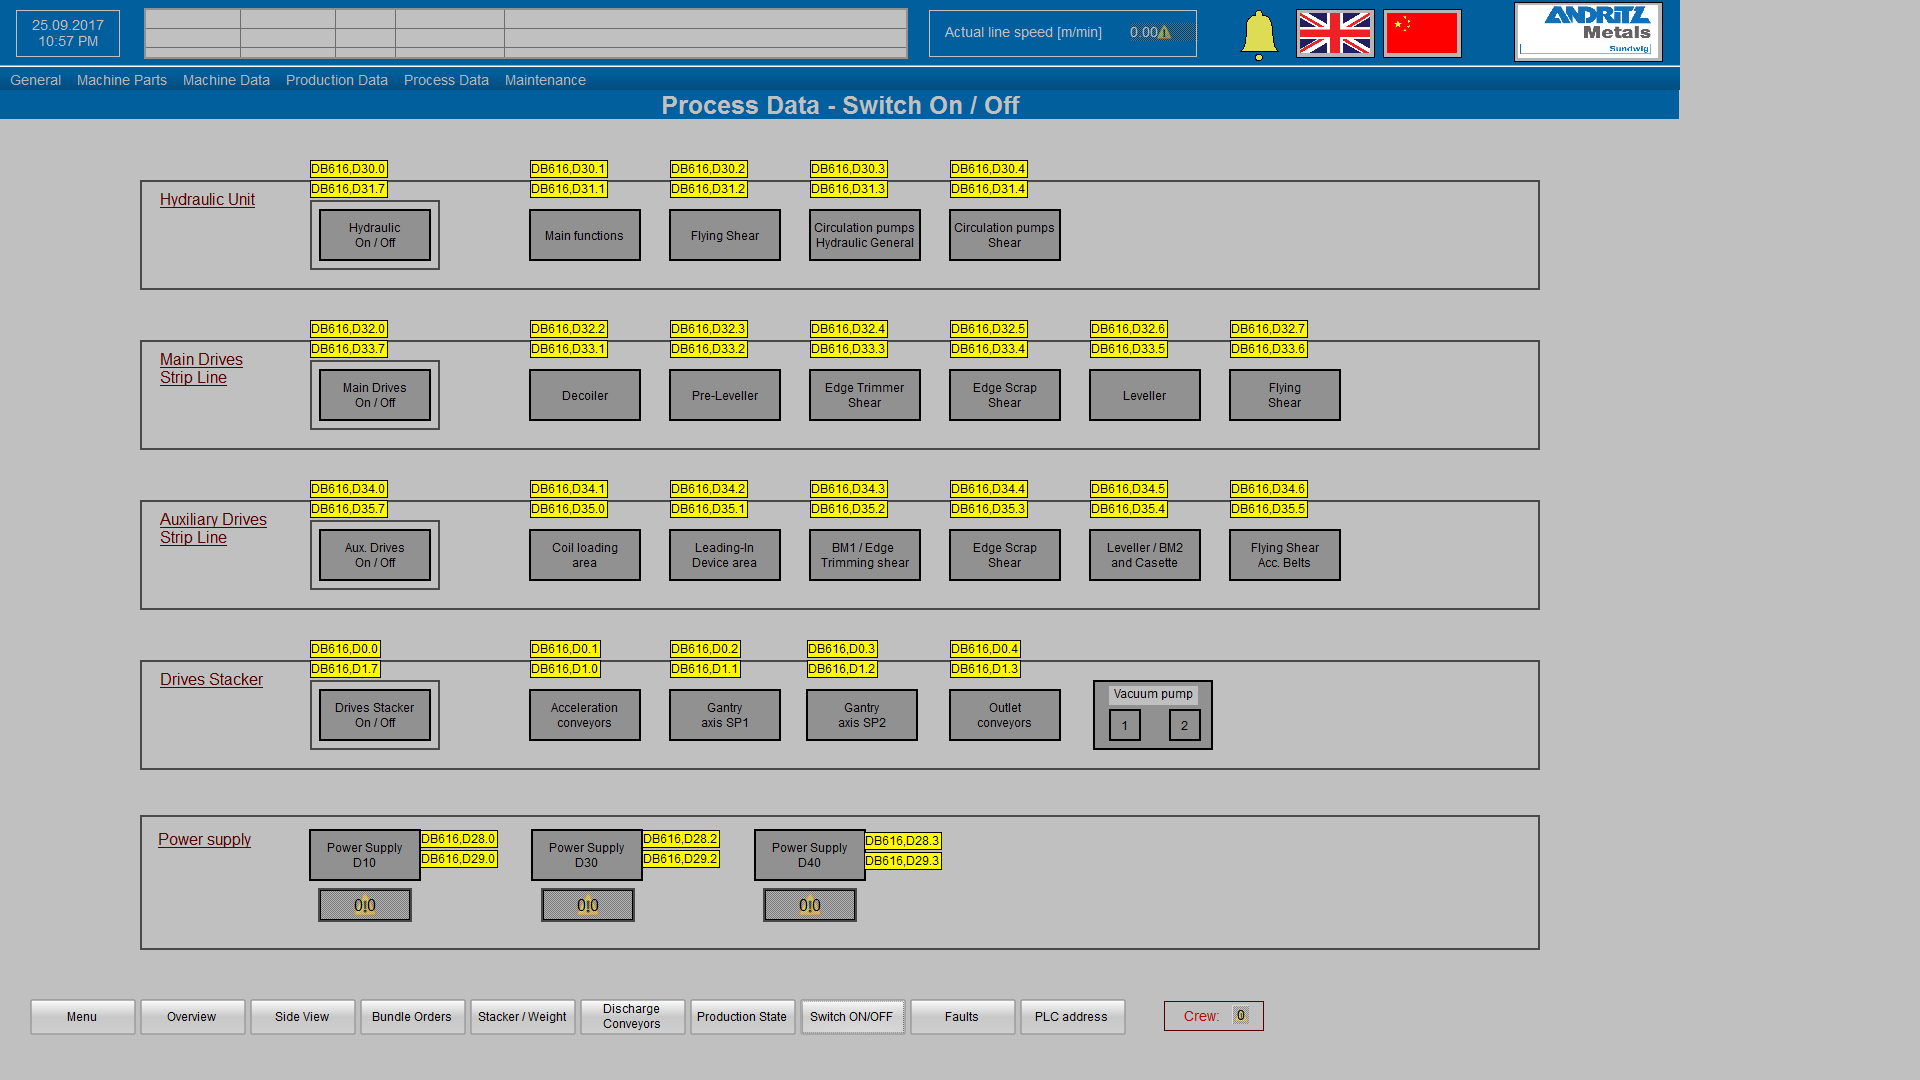 25.09.2017
10:57 PM
Actual line speed [m/min] 0.00
ANDRITZ
Metals
Sundwig
General Machine Parts Machine Data Production Data Process Data Maintenance
Process Data - Switch On / Off
DB616,D30.0 DB616,D30.1 DB616,D30.2 DB616,D30.3 DB616,D30.4
DB616,D31.7 DB616,D31.1 DB616,D31.2 DB616,D31.3 DB616,D31.4
Hydraulic Unit
Hydraulic
On / Off
Main functions
Flying Shear
Circulation pumps
Hydraulic General
Circulation pumps
Shear
DB616,D32.0 DB616,D32.2 DB616,D32.3 DB616,D32.4 DB616,D32.5 DB616,D32.6 DB616,D32.7
DB616,D33.7 DB616,D33.1 DB616,D33.2 DB616,D33.3 DB616,D33.4 DB616,D33.5 DB616,D33.6
Main Drives
Strip Line
Main Drives
On / Off
Decoiler
Pre-Leveller
Edge Trimmer
Shear
Edge Scrap
Shear
Leveller
Flying
Shear
DB616,D34.0 DB616,D34.1 DB616,D34.2 DB616,D34.3 DB616,D34.4 DB616,D34.5 DB616,D34.6
DB616,D35.7 DB616,D35.0 DB616,D35.1 DB616,D35.2 DB616,D35.3 DB616,D35.4 DB616,D35.5
Auxiliary Drives
Strip Line
Aux. Drives
On / Off
Coil loading
area
Leading-In
Device area
BM1 / Edge
Trimming shear
Edge Scrap
Shear
Leveller / BM2
and Casette
Flying Shear
Acc. Belts
DB616,D0.0 DB616,D0.1 DB616,D0.2 DB616,D0.3 DB616,D0.4
DB616,D1.7 DB616,D1.0 DB616,D1.1 DB616,D1.2 DB616,D1.3
Drives Stacker
Drives Stacker
On / Off
Acceleration
conveyors
Gantry
axis SP1
Gantry
axis SP2
Outlet
conveyors
Vacuum pump
1 2
Power supply
Power Supply
D10
DB616,D28.0
DB616,D29.0
Power Supply
D30
DB616,D28.2
DB616,D29.2
Power Supply
D40
DB616,D28.3
DB616,D29.3
0.0 0.0 0.0
Menu
Overview
Side View
Bundle Orders
Stacker / Weight
Discharge
Conveyors
Production State
Switch ON/OFF
Faults
PLC address
Crew: 0